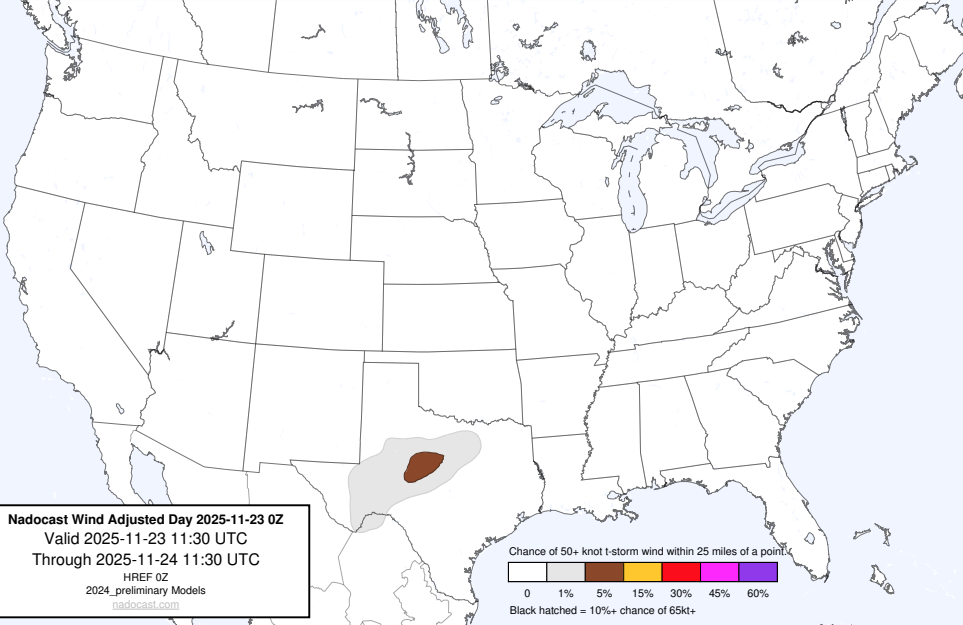 Nadocast Wind Adjusted Day 2025-11-23 0Z
Valid 2025-11-23 11:30 UTC
Through 2025-11-24 11:30 UTC
HREF 0Z
2024_preliminary Models
nadocast.com
Chance of 50+ knot t-storm wind within 25 miles of a point.
0 1% 5% 15% 30% 45% 60%
Black hatched = 10%+ chance of 65kt+